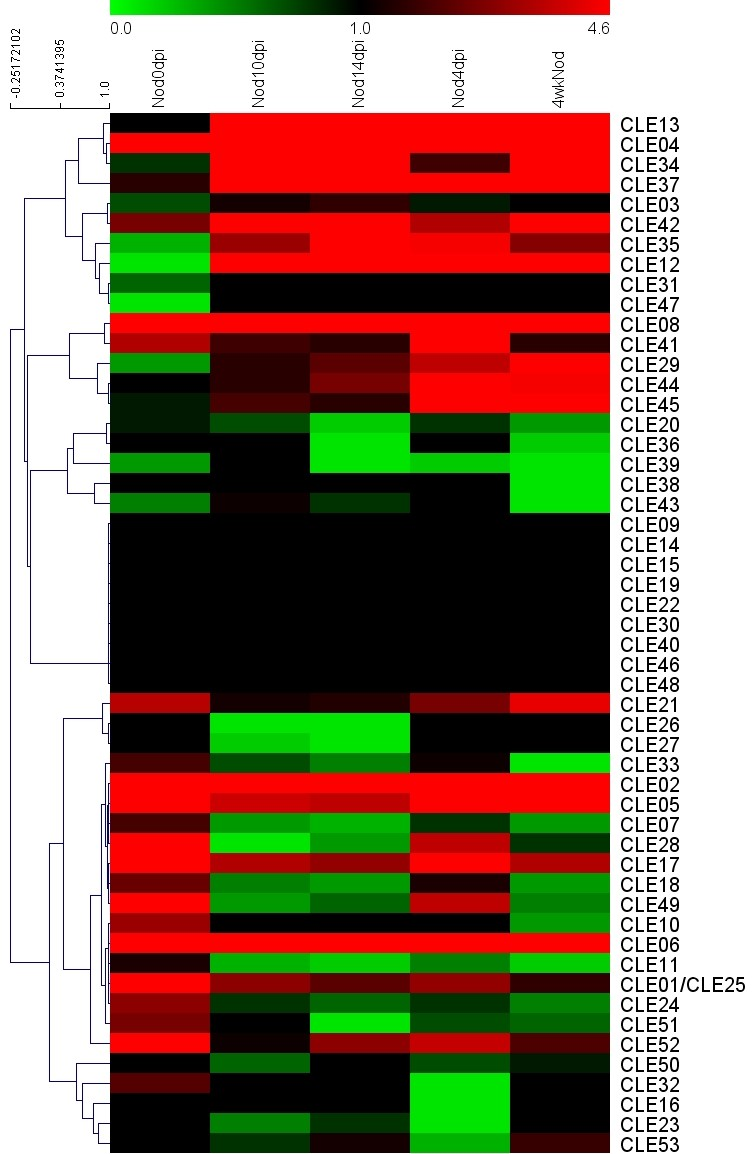 0.0 1.0 4.6
-0.25172102 0.3741395 1.0
Nod0dpi Nod10dpi Nod14dpi Nod4dpi 4wkNod
CLE13
CLE04
CLE34
CLE37
CLE03
CLE42
CLE35
CLE12
CLE31
CLE47
CLE08
CLE41
CLE29
CLE44
CLE45
CLE20
CLE36
CLE39
CLE38
CLE43
CLE09
CLE14
CLE15
CLE19
CLE22
CLE30
CLE40
CLE46
CLE48
CLE21
CLE26
CLE27
CLE33
CLE02
CLE05
CLE07
CLE28
CLE17
CLE18
CLE49
CLE10
CLE06
CLE11
CLE01/CLE25
CLE24
CLE51
CLE52
CLE50
CLE32
CLE16
CLE23
CLE53